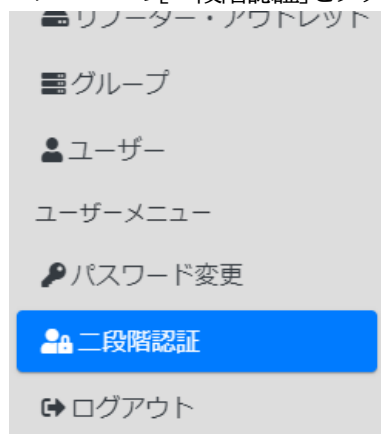 リブーター・アウトレット
グループ
ユーザー
ユーザーメニュー
パスワード変更
二段階認証
ログアウト